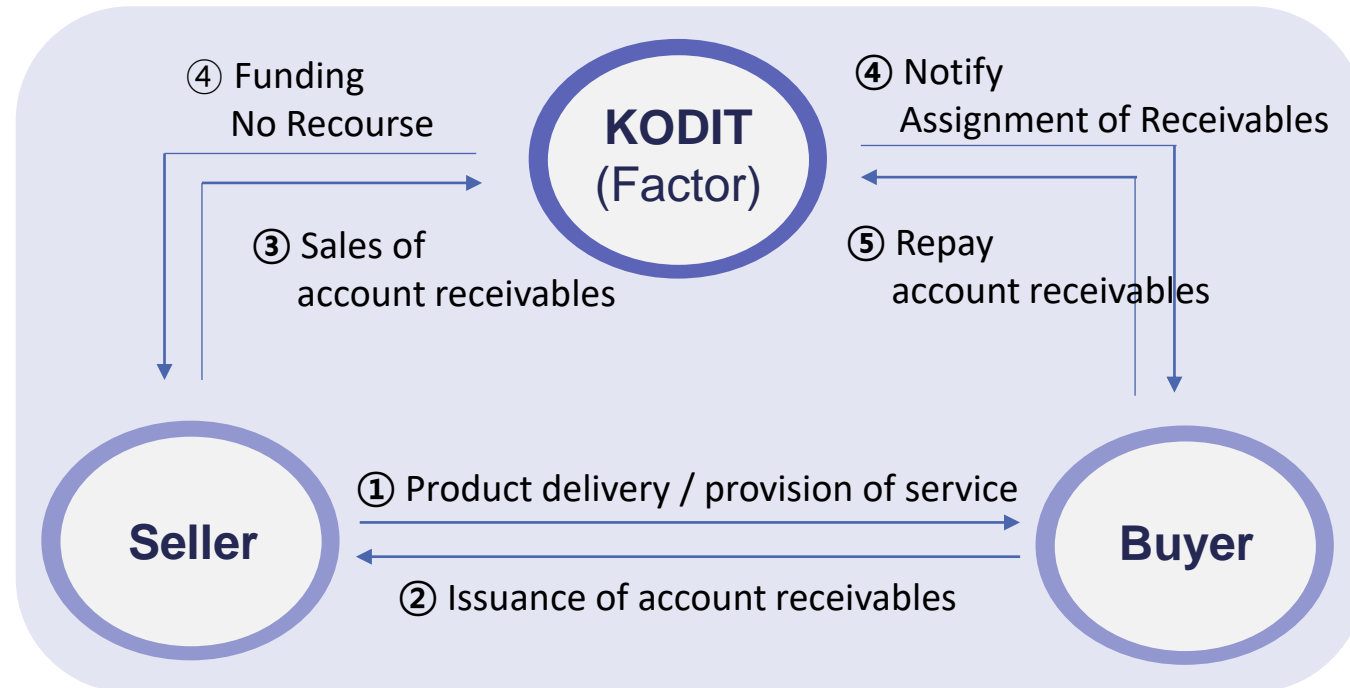 ④ Funding
No Recourse
KODIT
(Factor)
④ Notify
Assignment of Receivables
③ Sales of
account receivables
⑤ Repay
account receivables
Seller
① Product delivery / provision of service
② Issuance of account receivables
Buyer